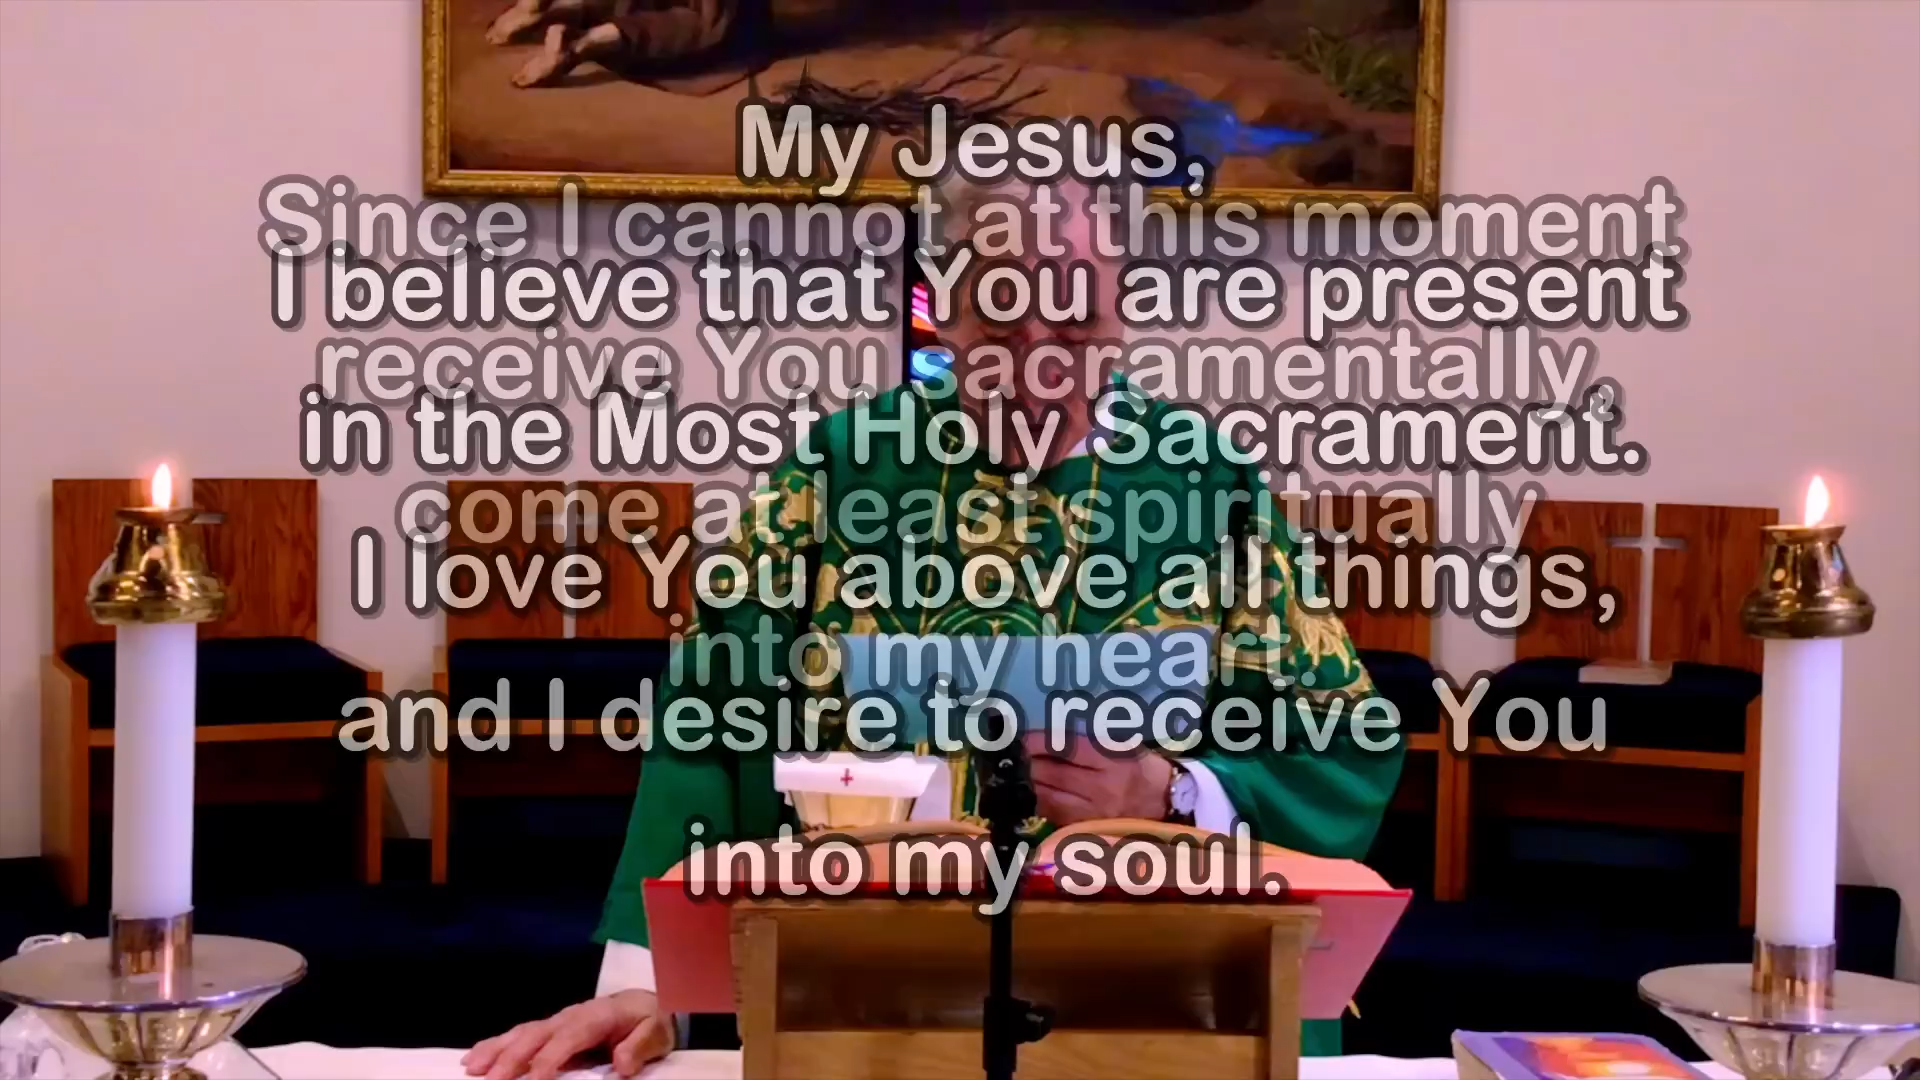 My Jesus,
Since I cannot at this moment
I believe that You are present
receive You sacramentally,
in the Most Holy Sacrament.
come at least spiritually
I love You above all things,
into my heart.
and I desire to receive You
into my soul.